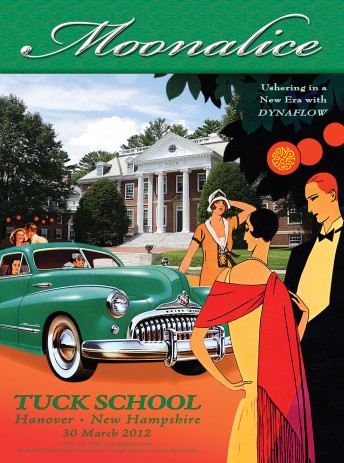 Moonalice
Ushering in a
New Era with
DYNAFLOW
TUCK SCHOOL
Hanover • New Hampshire
30 March 2012